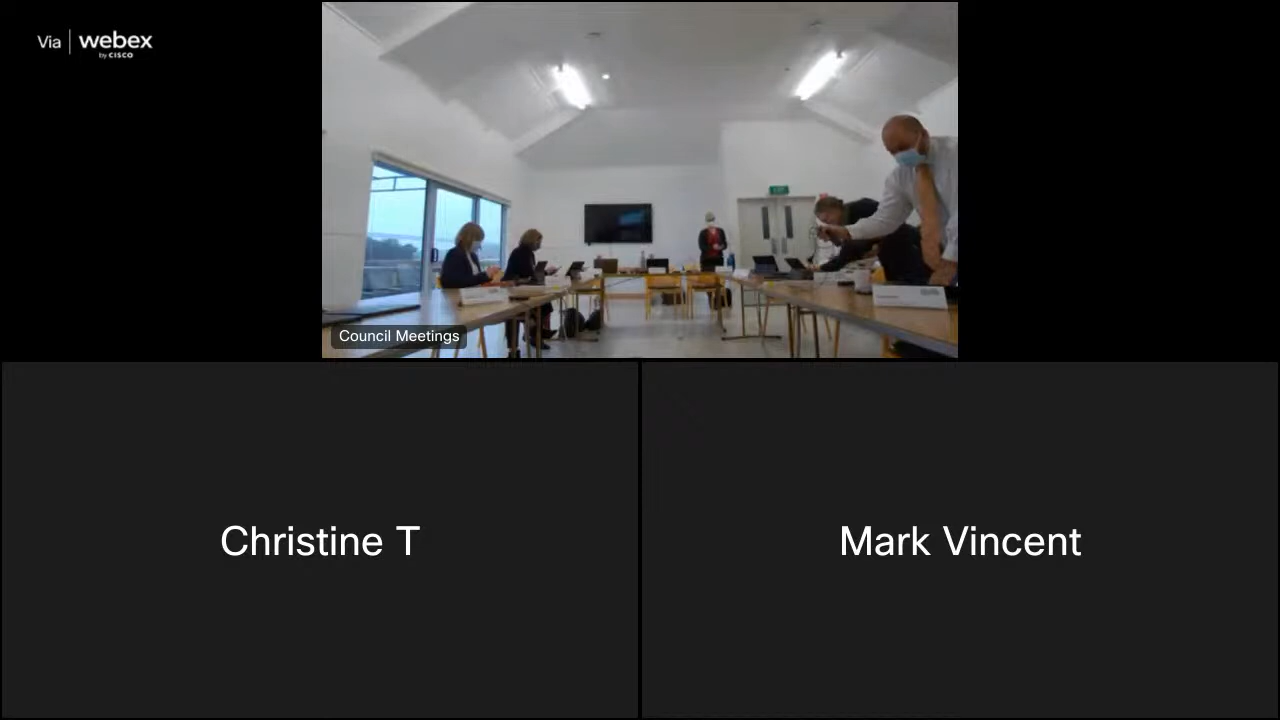 Via webex
by CISCO
Council Meetings
Christine T
Mark Vincent